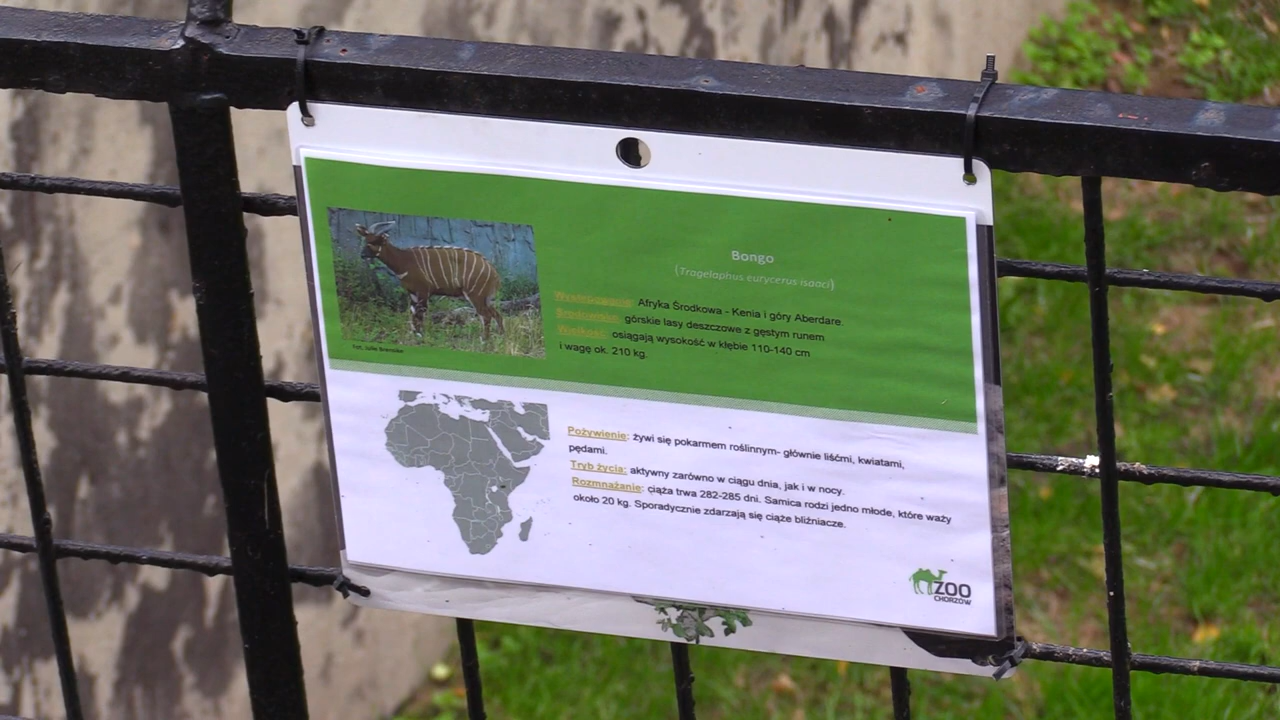 Bongo
(Tragelaphus eurycerus isaaci)
Występowanie: Afryka Środkowa - Kenia i góry Aberdare.
Środowisko: górskie lasy deszczowe z gęstym runem
Wielkość: osiągają wysokość w kłębie 110-140 cm
i wagę ok. 210 kg.
Pożywienie: żywi się pokarmem roślinnym- głównie liśćmi, kwiatami,
pędami.
Tryb życia: aktywny zarówno w ciągu dnia, jak i w nocy.
Rozmnażanie: ciąża trwa 282-285 dni. Samica rodzi jedno młode, które waży
około 20 kg. Sporadycznie zdarzają się ciąże bliźniacze.
ZOO
CHORZÓW